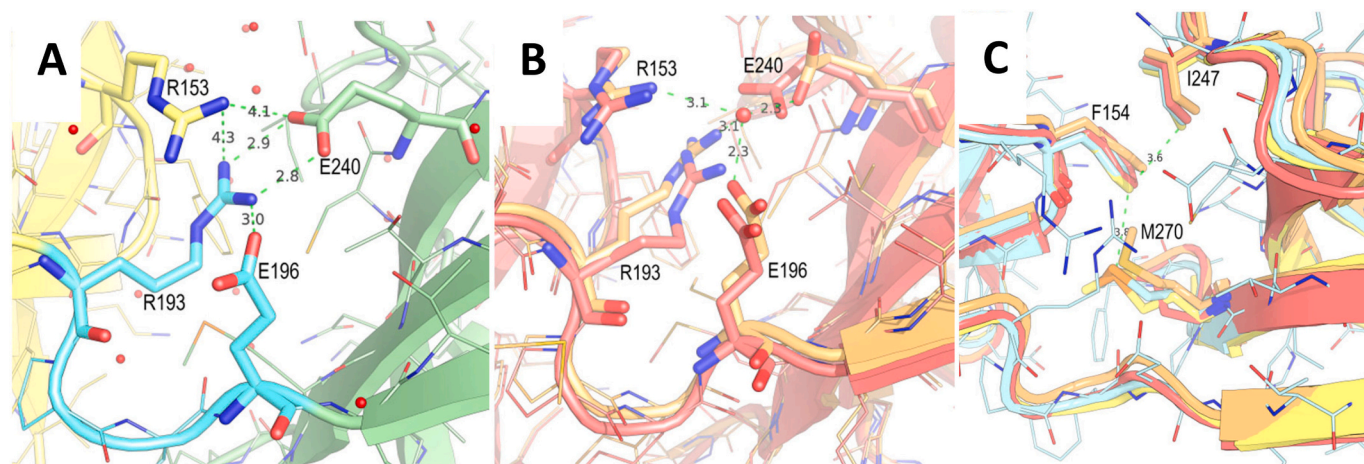 A
R153
4.1
4.3
2.9
E240
2.8
3.0
E196
R193
B
R153
E240
3.1
2.3
3.1
2.3
R193
E196
C
I247
F154
3.6
M270
3.8